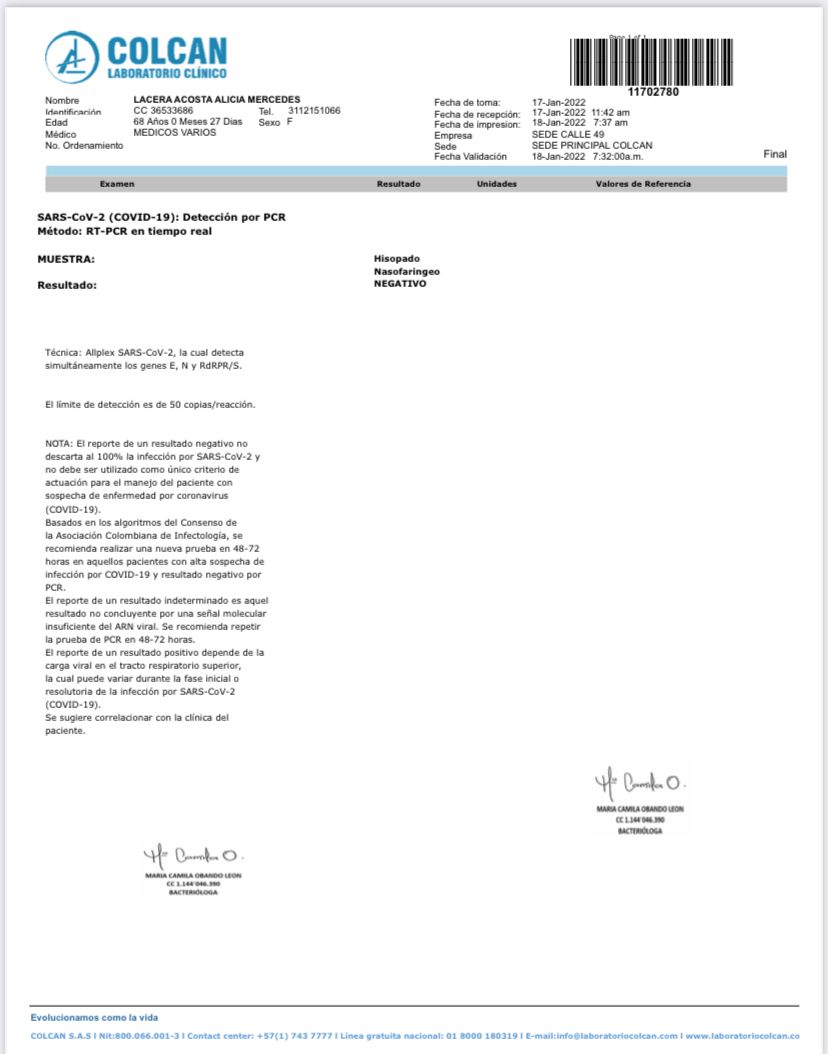 Page 1 of 1
COLCAN
LABORATORIO CLÍNICO
11702780
Nombre LACERA ACOSTA ALICIA MERCEDES
Identificación CC 36533686 Tel. 3112151066
Edad 68 Años 0 Meses 27 Dias Sexo F
Médico MEDICOS VARIOS
No. Ordenamiento
Fecha de toma: 17-Jan-2022
Fecha de recepción: 17-Jan-2022 11:42 am
Fecha de impresion: 18-Jan-2022 7:37 am
Empresa SEDE CALLE 49
Sede SEDE PRINCIPAL COLCAN
Fecha Validación 18-Jan-2022 7:32:00a.m.
Final
Examen Resultado Unidades Valores de Referencia
SARS-CoV-2 (COVID-19): Detección por PCR
Método: RT-PCR en tiempo real
MUESTRA: Hisopado
Nasofaringeo
Resultado: NEGATIVO
Técnica: Allplex SARS-CoV-2, la cual detecta
simultáneamente los genes E, N y RdRPR/S.
El límite de detección es de 50 copias/reacción.
NOTA: El reporte de un resultado negativo no
descarta al 100% la infección por SARS-CoV-2 y
no debe ser utilizado como único criterio de
actuación para el manejo del paciente con
sospecha de enfermedad por coronavirus
(COVID-19).
Basados en los algoritmos del Consenso de
la Asociación Colombiana de Infectología, se
recomienda realizar una nueva prueba en 48-72
horas en aquellos pacientes con alta sospecha de
infección por COVID-19 y resultado negativo por
PCR.
El reporte de un resultado indeterminado es aquel
resultado no concluyente por una señal molecular
insuficiente del ARN viral. Se recomienda repetir
la prueba de PCR en 48-72 horas.
El reporte de un resultado positivo depende de la
carga viral en el tracto respiratorio superior,
la cual puede variar durante la fase inicial o
resolutoria de la infección por SARS-CoV-2
(COVID-19).
Se sugiere correlacionar con la clínica del
paciente.
Mª Camila O.
MARIA CAMILA OBANDO LEON
CC 1.144'046.390
BACTERIÓLOGA
Mª Camila O.
MARIA CAMILA OBANDO LEON
CC 1.144'046.390
BACTERIÓLOGA
Evolucionamos como la vida
COLCAN S.A.S l Nit:800.066.001-3 l Contact center: +57(1) 743 7777 l Línea gratuita nacional: 01 8000 180319 l E-mail:info@laboratoriocolcan.com l www.laboratoriocolcan.co